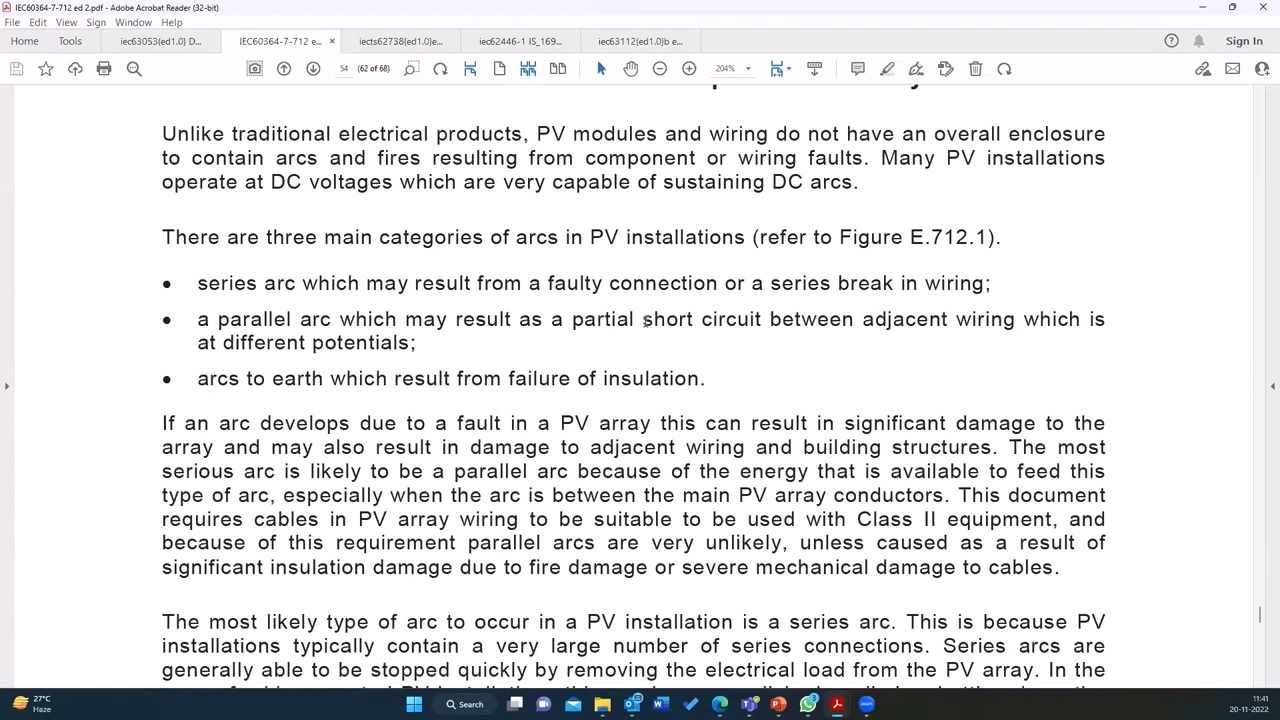 IEC60364-7-712 ed 2.pdf - Adobe Acrobat Reader (32-bit)
File Edit View Sign Window Help
Home Tools iec63053(ed1.0) D... IEC60364-7-712 e... × iects62738(ed1.0)e... iec62446-1 IS_169... iec63112(ed1.0)b e... Sign In
54 (62 of 68) 204%
Unlike traditional electrical products, PV modules and wiring do not have an overall enclosure
to contain arcs and fires resulting from component or wiring faults. Many PV installations
operate at DC voltages which are very capable of sustaining DC arcs.
There are three main categories of arcs in PV installations (refer to Figure E.712.1).
• series arc which may result from a faulty connection or a series break in wiring;
• a parallel arc which may result as a partial short circuit between adjacent wiring which is
at different potentials;
• arcs to earth which result from failure of insulation.
If an arc develops due to a fault in a PV array this can result in significant damage to the
array and may also result in damage to adjacent wiring and building structures. The most
serious arc is likely to be a parallel arc because of the energy that is available to feed this
type of arc, especially when the arc is between the main PV array conductors. This document
requires cables in PV array wiring to be suitable to be used with Class II equipment, and
because of this requirement parallel arcs are very unlikely, unless caused as a result of
significant insulation damage due to fire damage or severe mechanical damage to cables.
The most likely type of arc to occur in a PV installation is a series arc. This is because PV
installations typically contain a very large number of series connections. Series arcs are
generally able to be stopped quickly by removing the electrical load from the PV array. In the
27°C
Haze
Search
11:41
20-11-2022